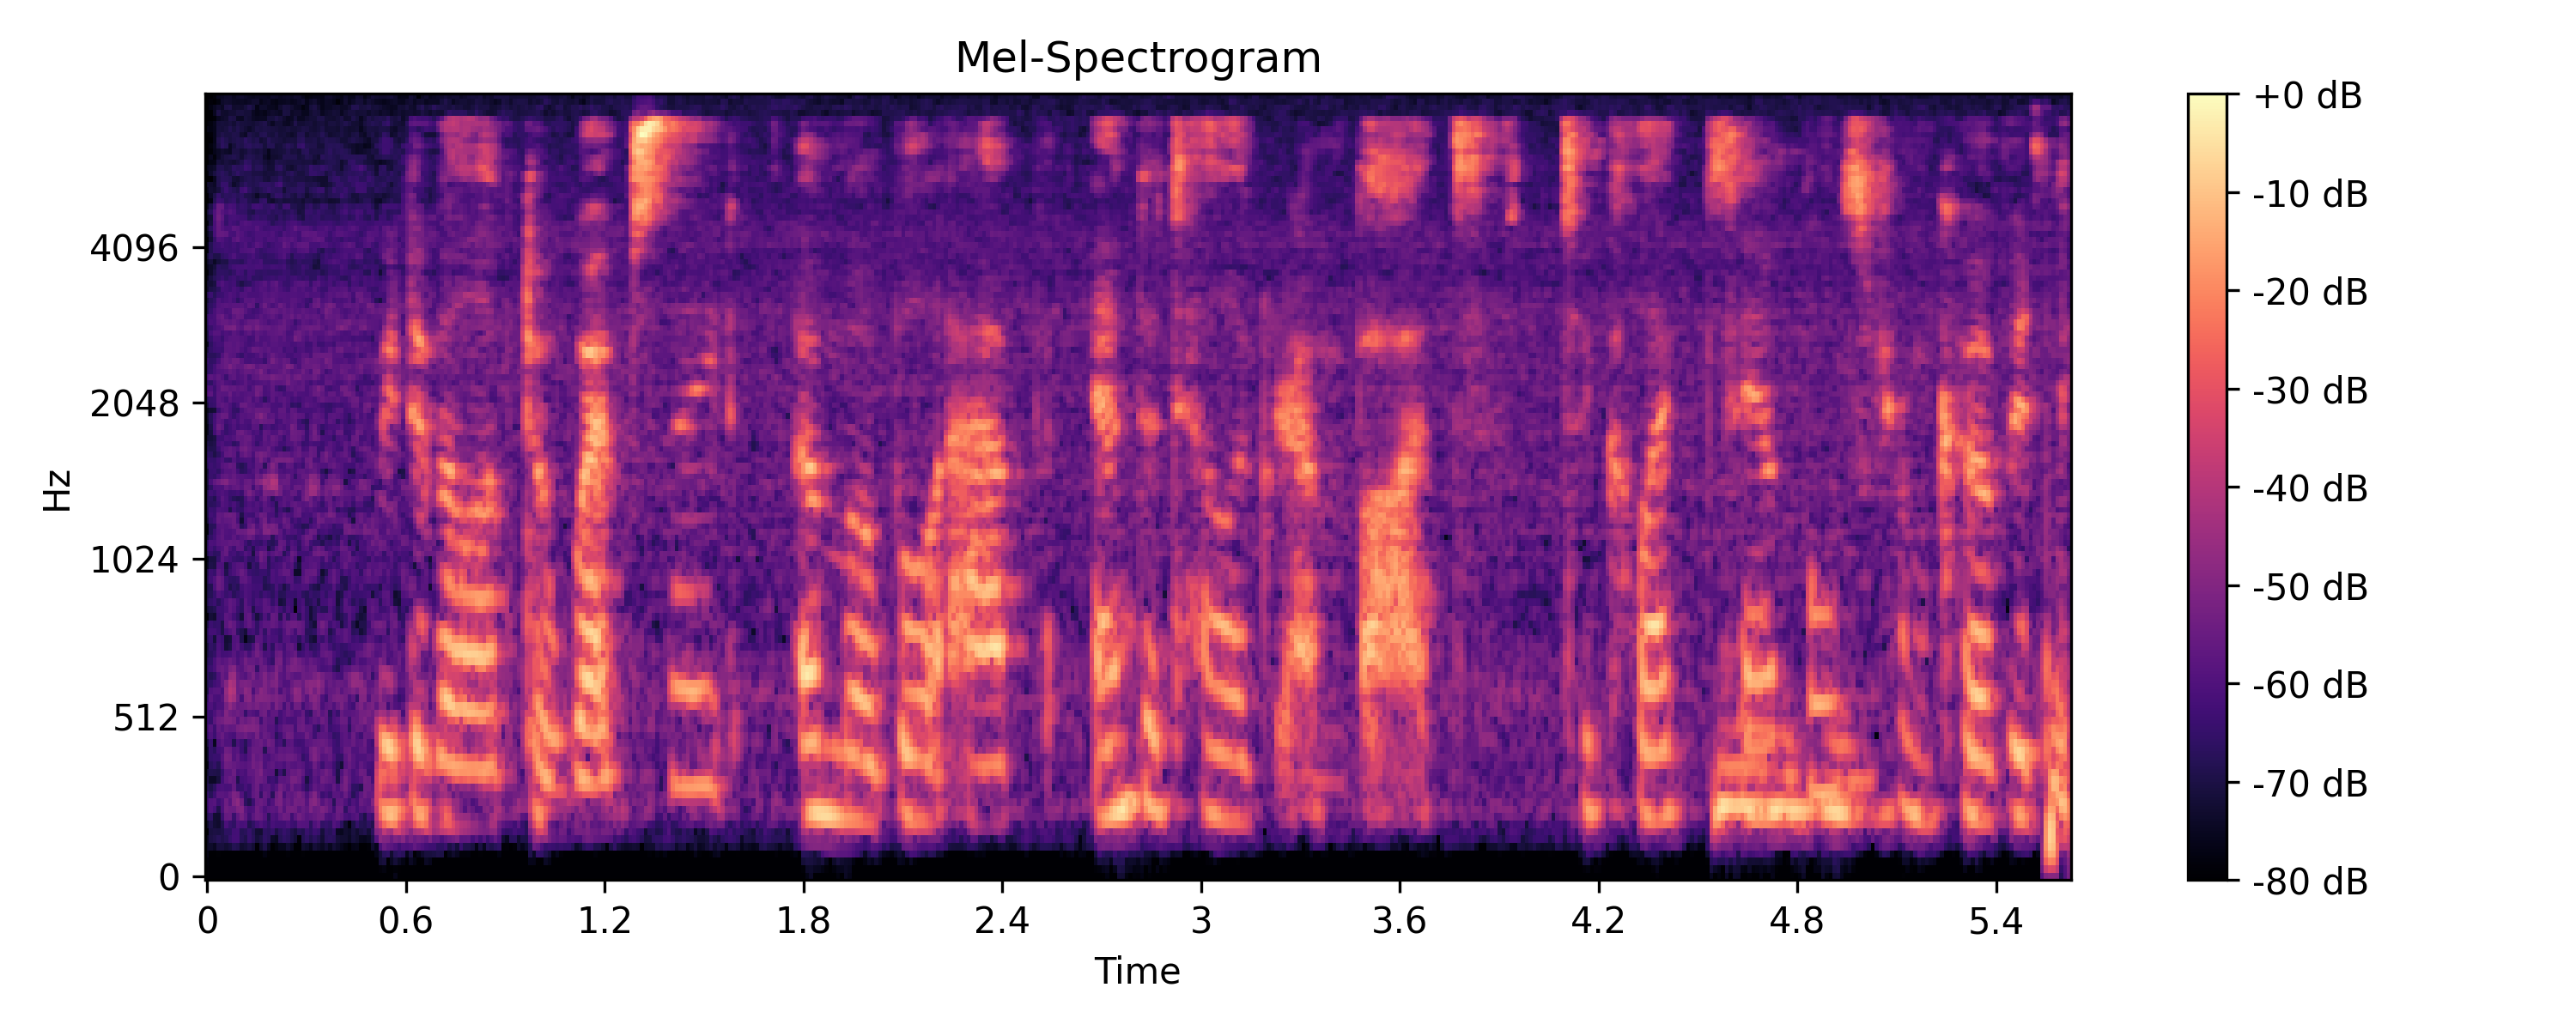 Mel-Spectrogram
+0 dB
4096
-10 dB
-20 dB
2048
-30 dB
Hz
-40 dB
1024
-50 dB
512
-60 dB
-70 dB
0
-80 dB
0 0.6 1.2 1.8 2.4 3 3.6 4.2 4.8 5.4
Time